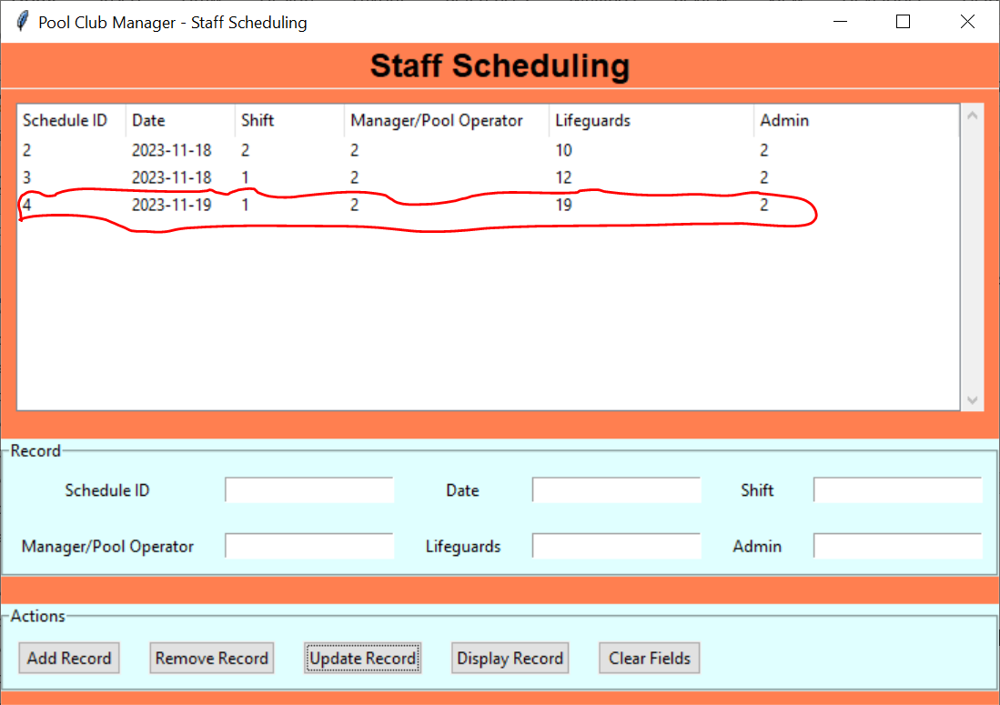 Pool Club Manager - Staff Scheduling
Staff Scheduling
Schedule ID Date Shift Manager/Pool Operator Lifeguards Admin
2 2023-11-18 2 2 10 2
3 2023-11-18 1 2 12 2
4 2023-11-19 1 2 19 2
Record
Schedule ID Date Shift
Manager/Pool Operator Lifeguards Admin
Actions
Add Record Remove Record Update Record Display Record Clear Fields